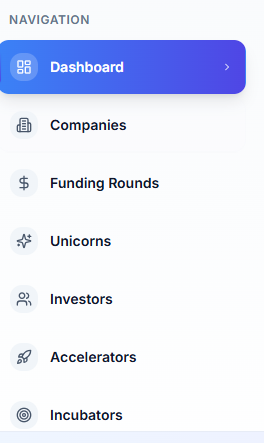 NAVIGATION
Dashboard
Companies
Funding Rounds
Unicorns
Investors
Accelerators
Incubators